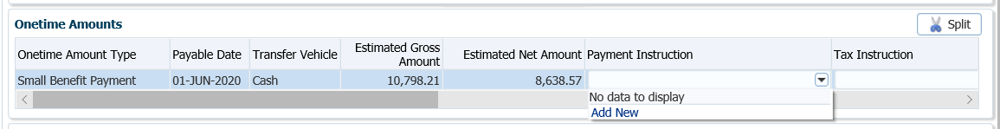 Onetime Amounts
Split
Onetime Amount Type Payable Date Transfer Vehicle Estimated Gross Amount Estimated Net Amount Payment Instruction Tax Instruction
Small Benefit Payment 01-JUN-2020 Cash 10,798.21 8,638.57
No data to display
Add New